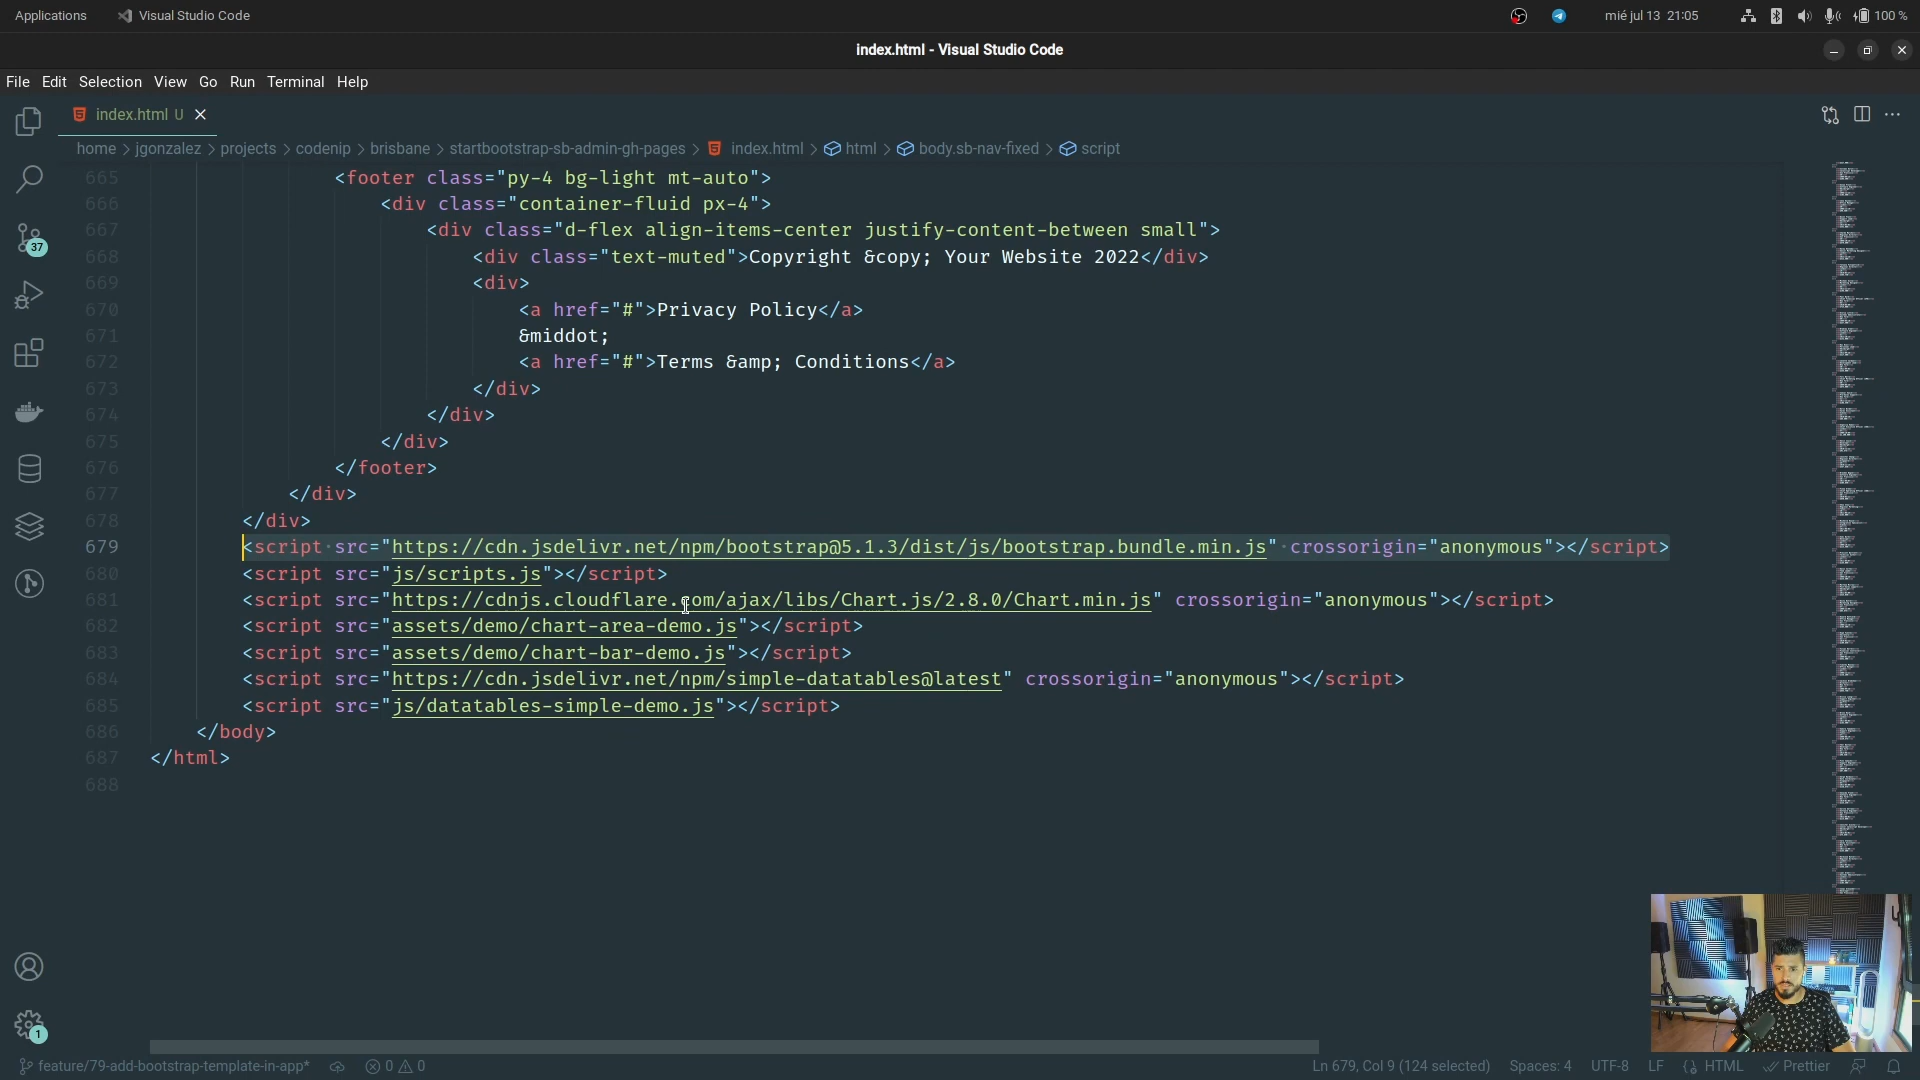 Applications
Visual Studio Code
mié jul 13 21:05
100 %
index.html - Visual Studio Code
File Edit Selection View Go Run Terminal Help
index.html U
home > jgonzalez > projects > codenip > brisbane > startbootstrap-sb-admin-gh-pages > index.html > html > body.sb-nav-fixed > script
665 <footer class="py-4 bg-light mt-auto">
666 <div class="container-fluid px-4">
667 <div class="d-flex align-items-center justify-content-between small">
668 <div class="text-muted">Copyright &copy; Your Website 2022</div>
669 <div>
670 <a href="#">Privacy Policy</a>
671 &middot;
672 <a href="#">Terms &amp; Conditions</a>
673 </div>
674 </div>
675 </div>
676 </footer>
677 </div>
678 </div>
679 <script src="https://cdn.jsdelivr.net/npm/bootstrap@5.1.3/dist/js/bootstrap.bundle.min.js" crossorigin="anonymous"></script>
680 <script src="js/scripts.js"></script>
681 <script src="https://cdnjs.cloudflare.com/ajax/libs/Chart.js/2.8.0/Chart.min.js" crossorigin="anonymous"></script>
682 <script src="assets/demo/chart-area-demo.js"></script>
683 <script src="assets/demo/chart-bar-demo.js"></script>
684 <script src="https://cdn.jsdelivr.net/npm/simple-datatables@latest" crossorigin="anonymous"></script>
685 <script src="js/datatables-simple-demo.js"></script>
686 </body>
687 </html>
688
37
1
feature/79-add-bootstrap-template-in-app*
0 0
Ln 679, Col 9 (124 selected)
Spaces: 4
UTF-8
LF
HTML
Prettier